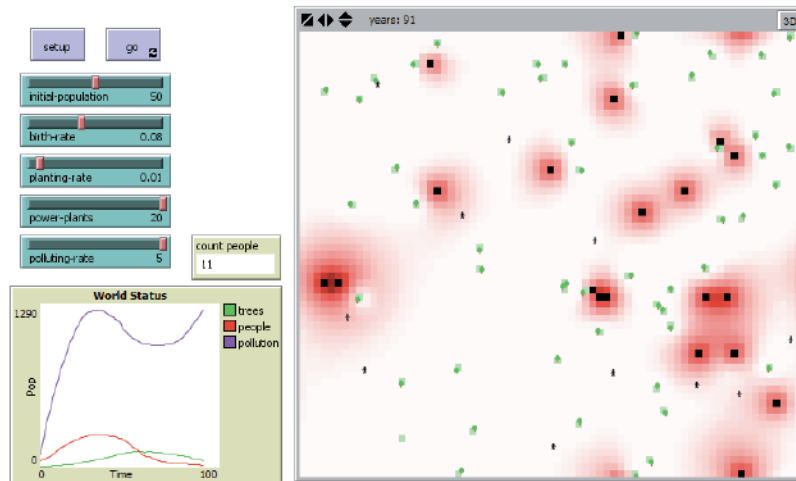 setup
go
initial-population 50
birth-rate 0.08
planting-rate 0.01
power-plants 20
polluting-rate 5
count people
11
World Status
1290
Pop
0
0
Time
100
trees
people
pollution
years: 91
3D